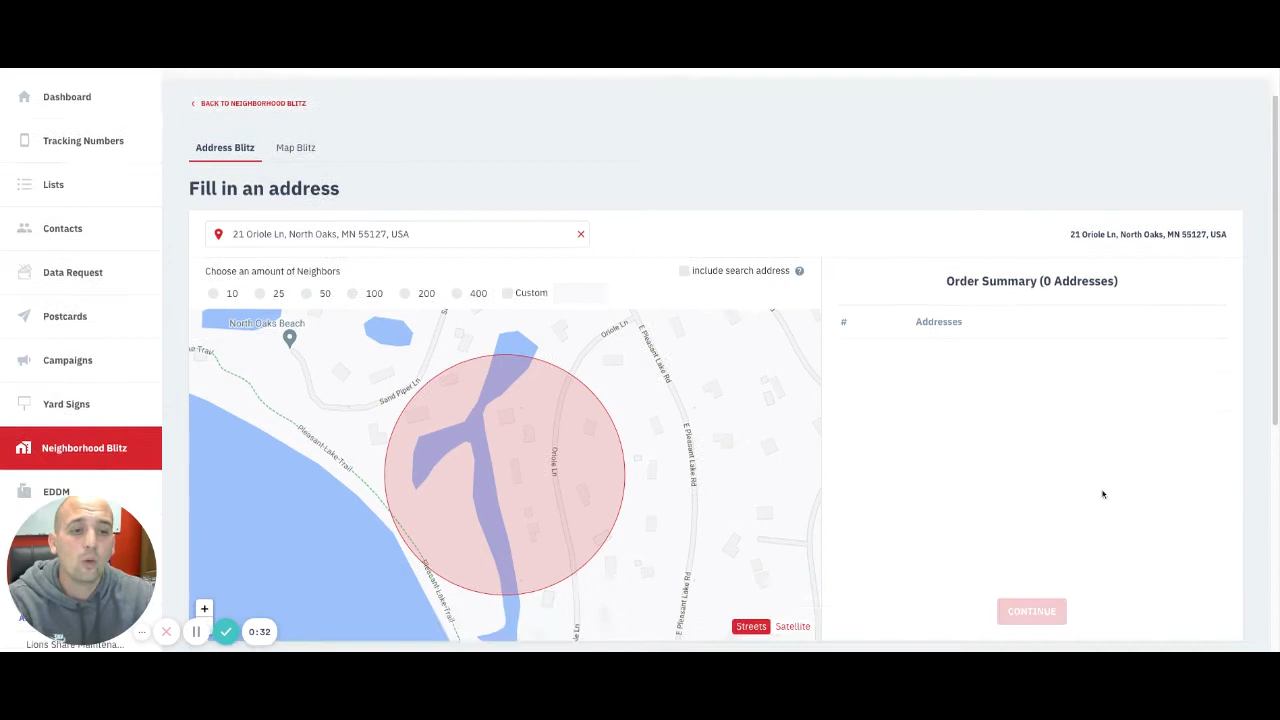 Dashboard
Tracking Numbers
Lists
Contacts
Data Request
Postcards
Campaigns
Yard Signs
Neighborhood Blitz
EDDM
Lions Share Maintena...
BACK TO NEIGHBORHOOD BLITZ
Address Blitz
Map Blitz
Fill in an address
21 Oriole Ln, North Oaks, MN 55127, USA
21 Oriole Ln, North Oaks, MN 55127, USA
Choose an amount of Neighbors
include search address
?
10 25 50 100 200 400 Custom
North Oaks Beach
Sand Piper Ln
Oriole Ln
E Pleasant Lake Rd
Pleasant-Lake-Trail
Oriole Ln
E Pleasant Lake Rd
Pleasant-Lake-Trail
E Pleasant Lake Rd
Ln
+
Streets
Satellite
Order Summary (0 Addresses)
# Addresses
CONTINUE
0:32